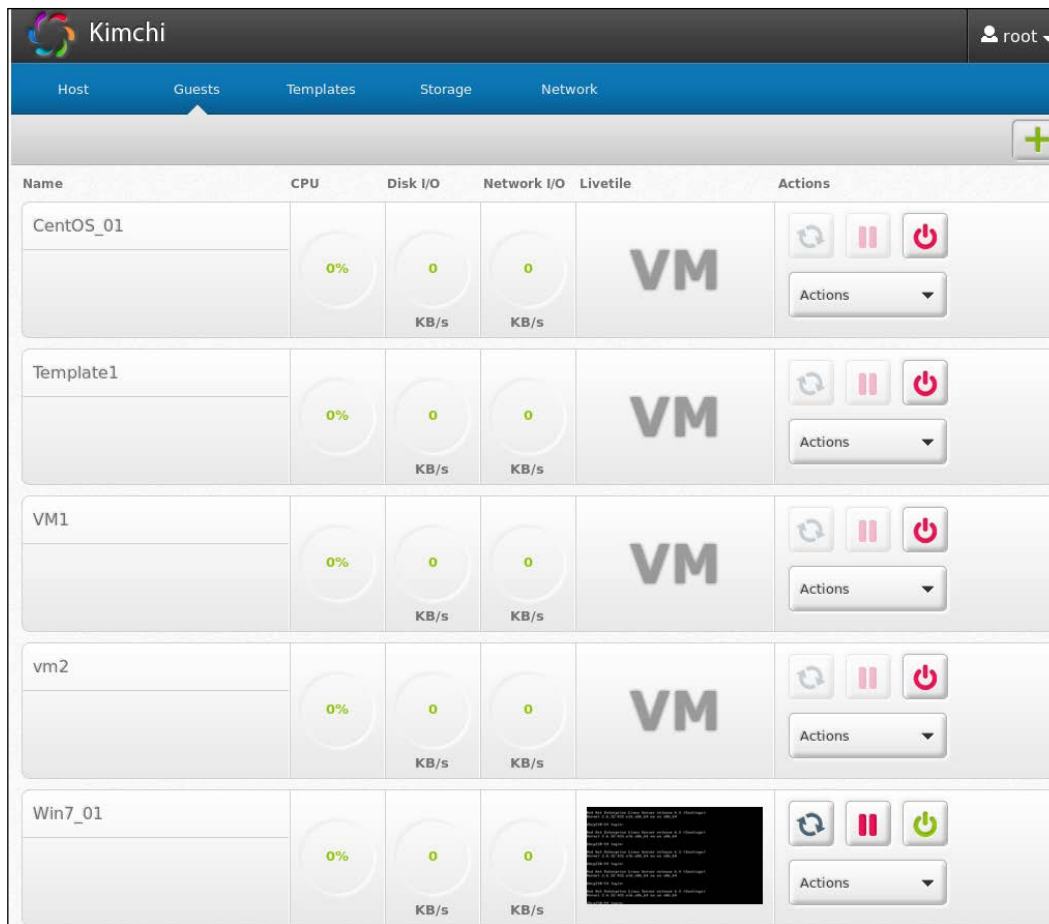 Kimchi
root
Host Guests Templates Storage Network
Name CPU Disk I/O Network I/O Livetile Actions
CentOS_01
0% 0 0 VM
KB/s KB/s
Actions
Template1
0% 0 0 VM
KB/s KB/s
Actions
VM1
0% 0 0 VM
KB/s KB/s
Actions
vm2
0% 0 0 VM
KB/s KB/s
Actions
Win7_01
0% 0 0
KB/s KB/s
Actions